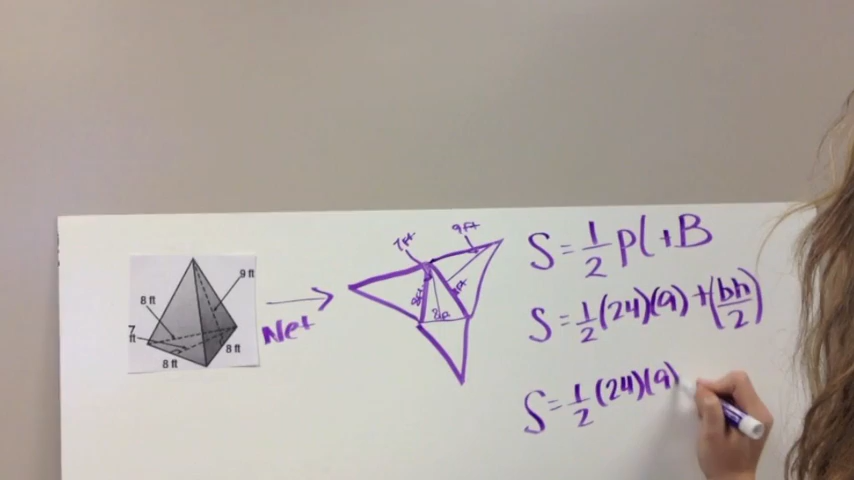 9 ft
8 ft
7
ft
8 ft
8 ft
Net
7ft
9ft
8ft
8ft
S = 1/2 Pl + B
S = 1/2 (24)(9) + (bh/2)
S = 1/2 (24)(9)